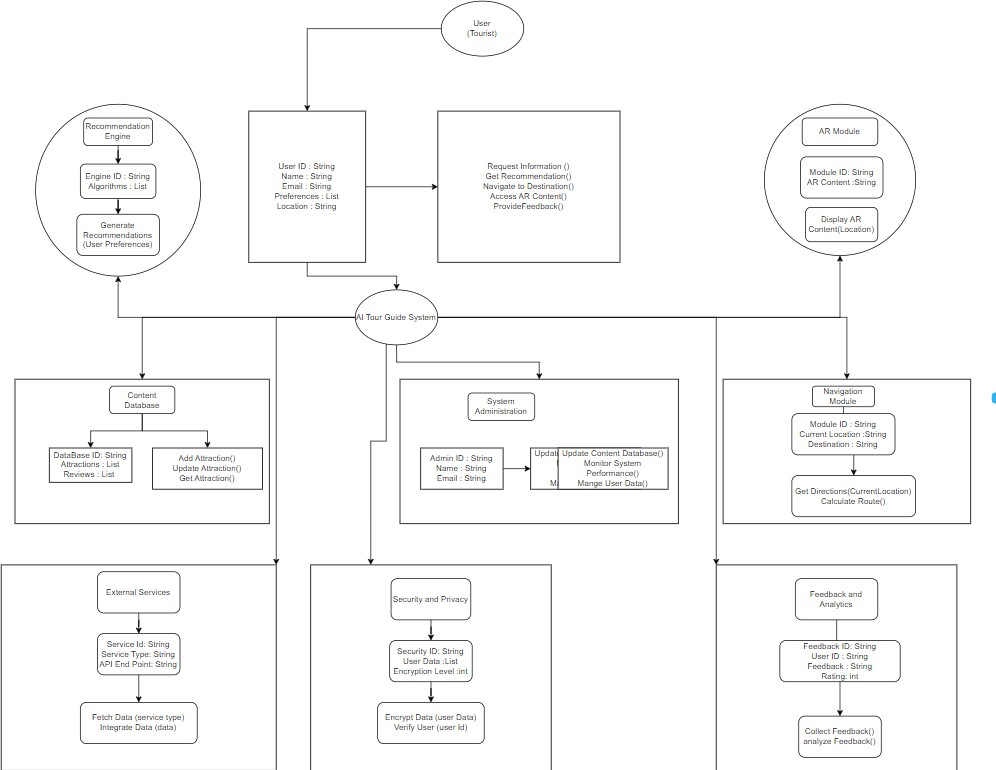 User
(Tourist)
Recommendation
Engine
Engine ID : String
Algorithms : List
Generate
Recommendations
(User Preferences)
User ID : String
Name : String
Email : String
Preferences : List
Location : String
Request Information ()
Get Recommendation()
Navigate to Destination()
Access AR Content()
ProvideFeedback()
AR Module
Module ID: String
AR Content :String
Display AR
Content(Location)
AI Tour Guide System
Content
Database
DataBase ID: String
Attractions : List
Reviews : List
Add Attraction()
Update Attraction()
Get Attraction()
System
Administration
Admin ID : String
Name : String
Email : String
Update Content Database()
Monitor System
Performance()
Mange User Data()
Navigation
Module
Module ID : String
Current Location :String
Destination : String
Get Directions(CurrentLocation)
Calculate Route()
External Services
Service Id: String
Service Type: String
API End Point: String
Fetch Data (service type)
Integrate Data (data)
Security and Privacy
Security ID: String
User Data :List
Encryption Level :int
Encrypt Data (user Data)
Verify User (user Id)
Feedback and
Analytics
Feedback ID: String
User ID : String
Feedback : String
Rating: int
Collect Feedback()
analyze Feedback()